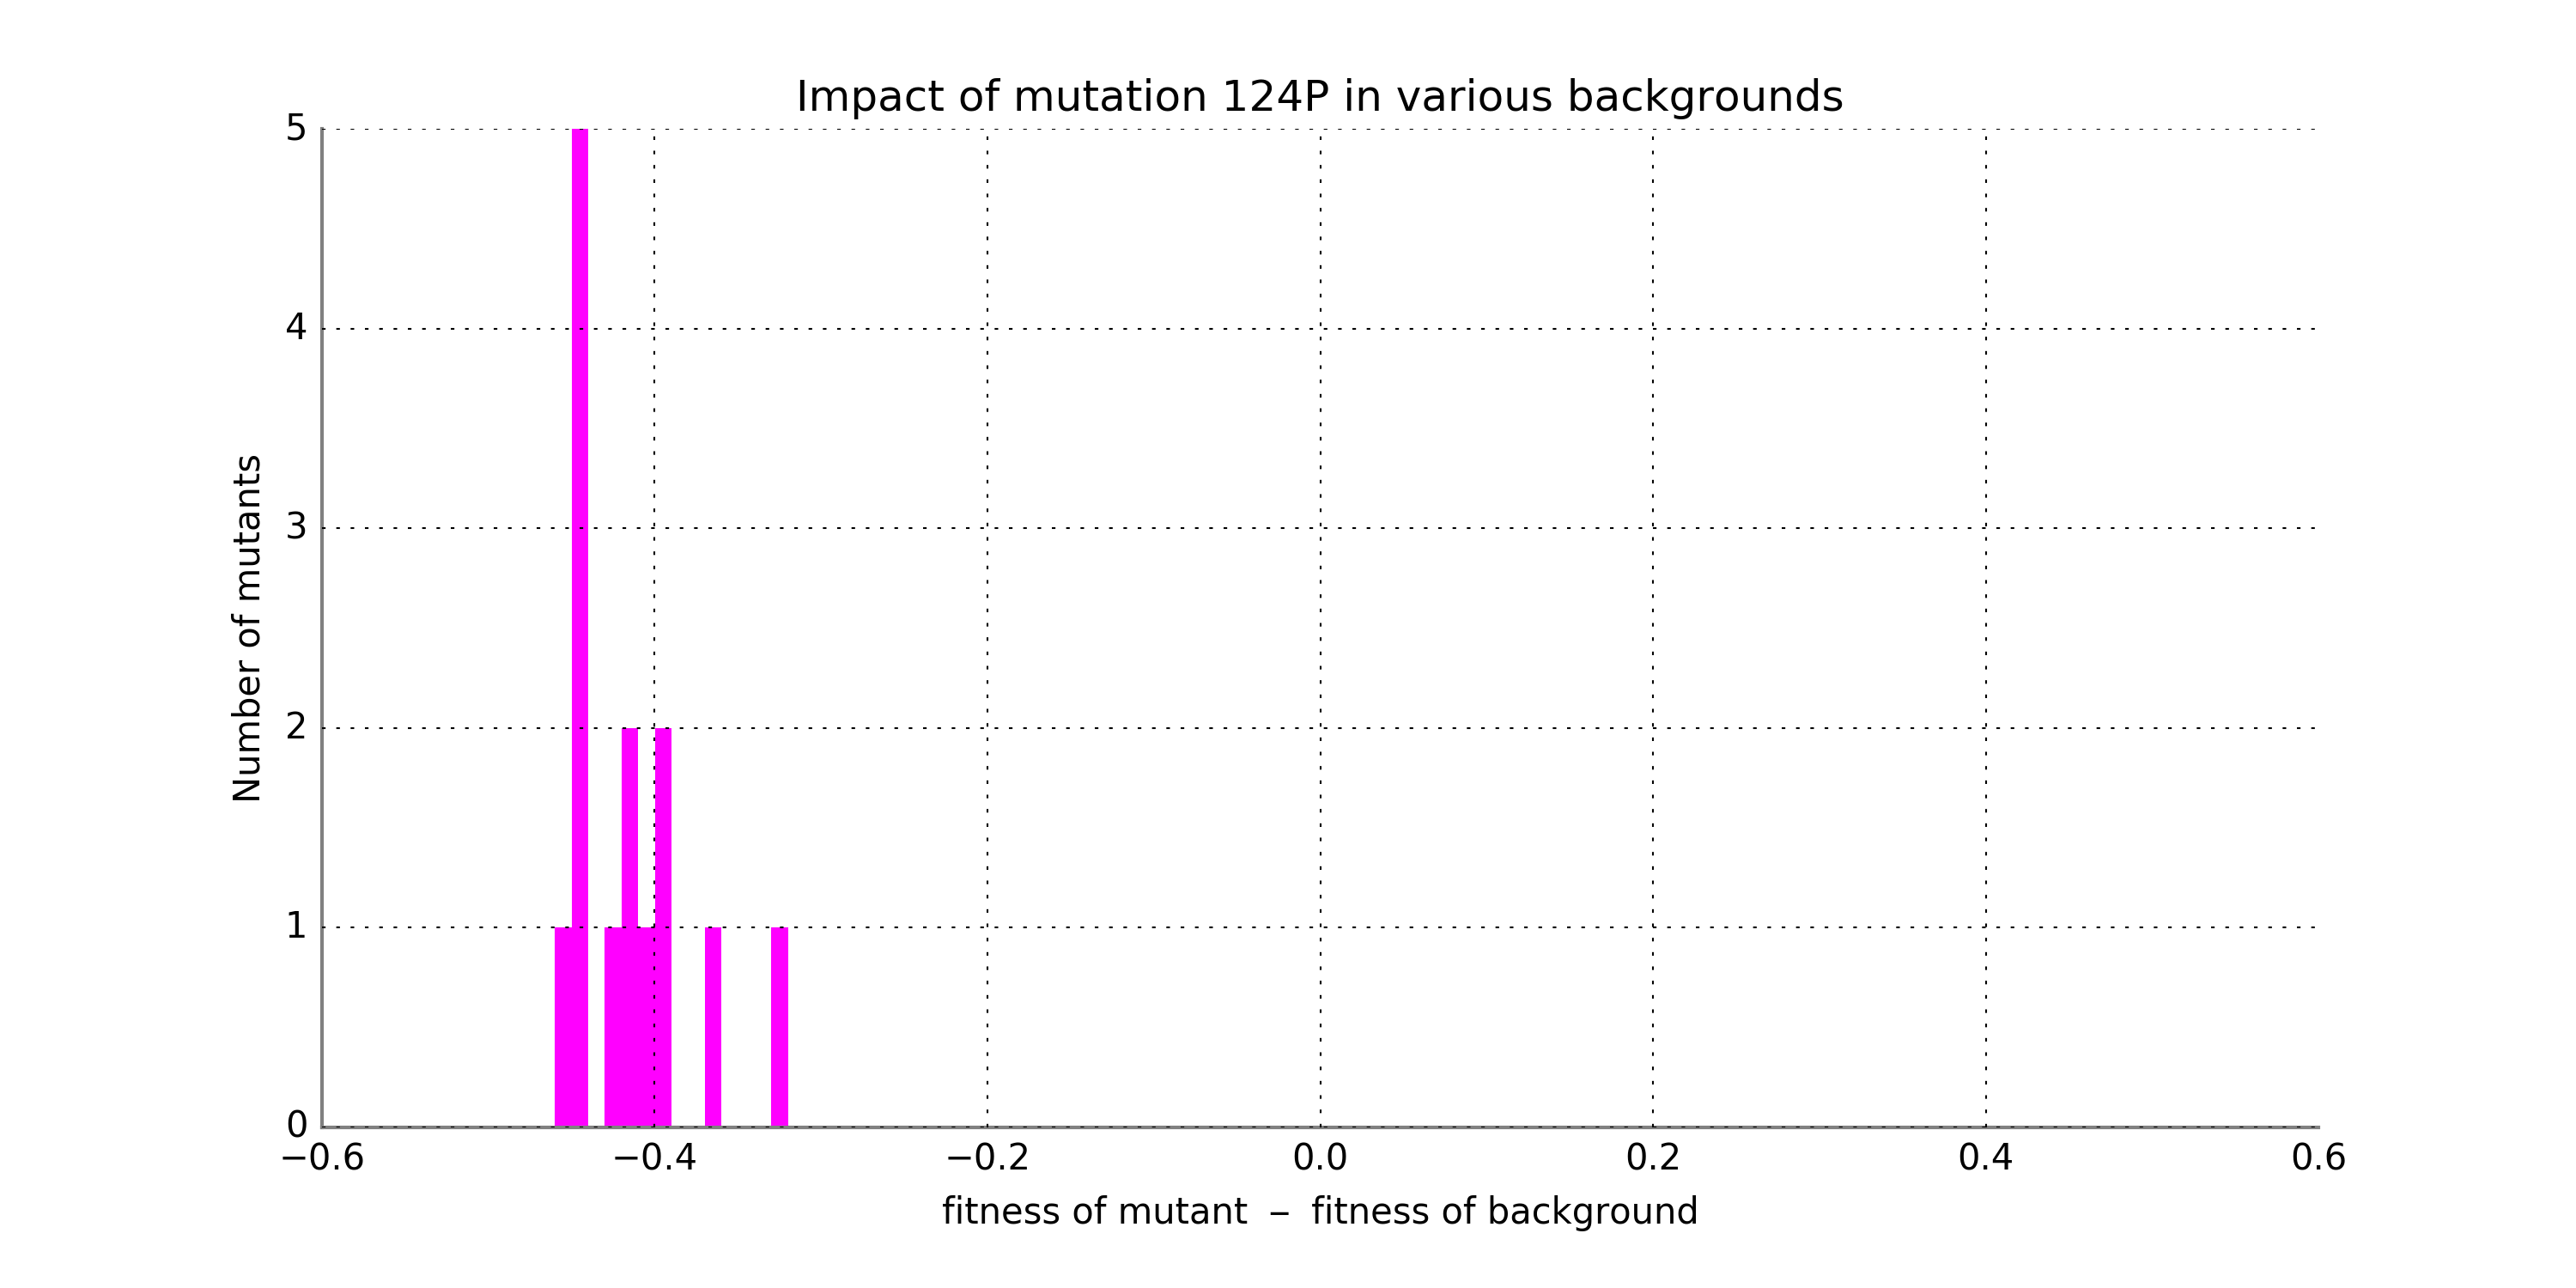 Impact of mutation 124P in various backgrounds
5
4
3
2
1
0
Number of mutants
−0.6 −0.4 −0.2 0.0 0.2 0.4 0.6
fitness of mutant − fitness of background